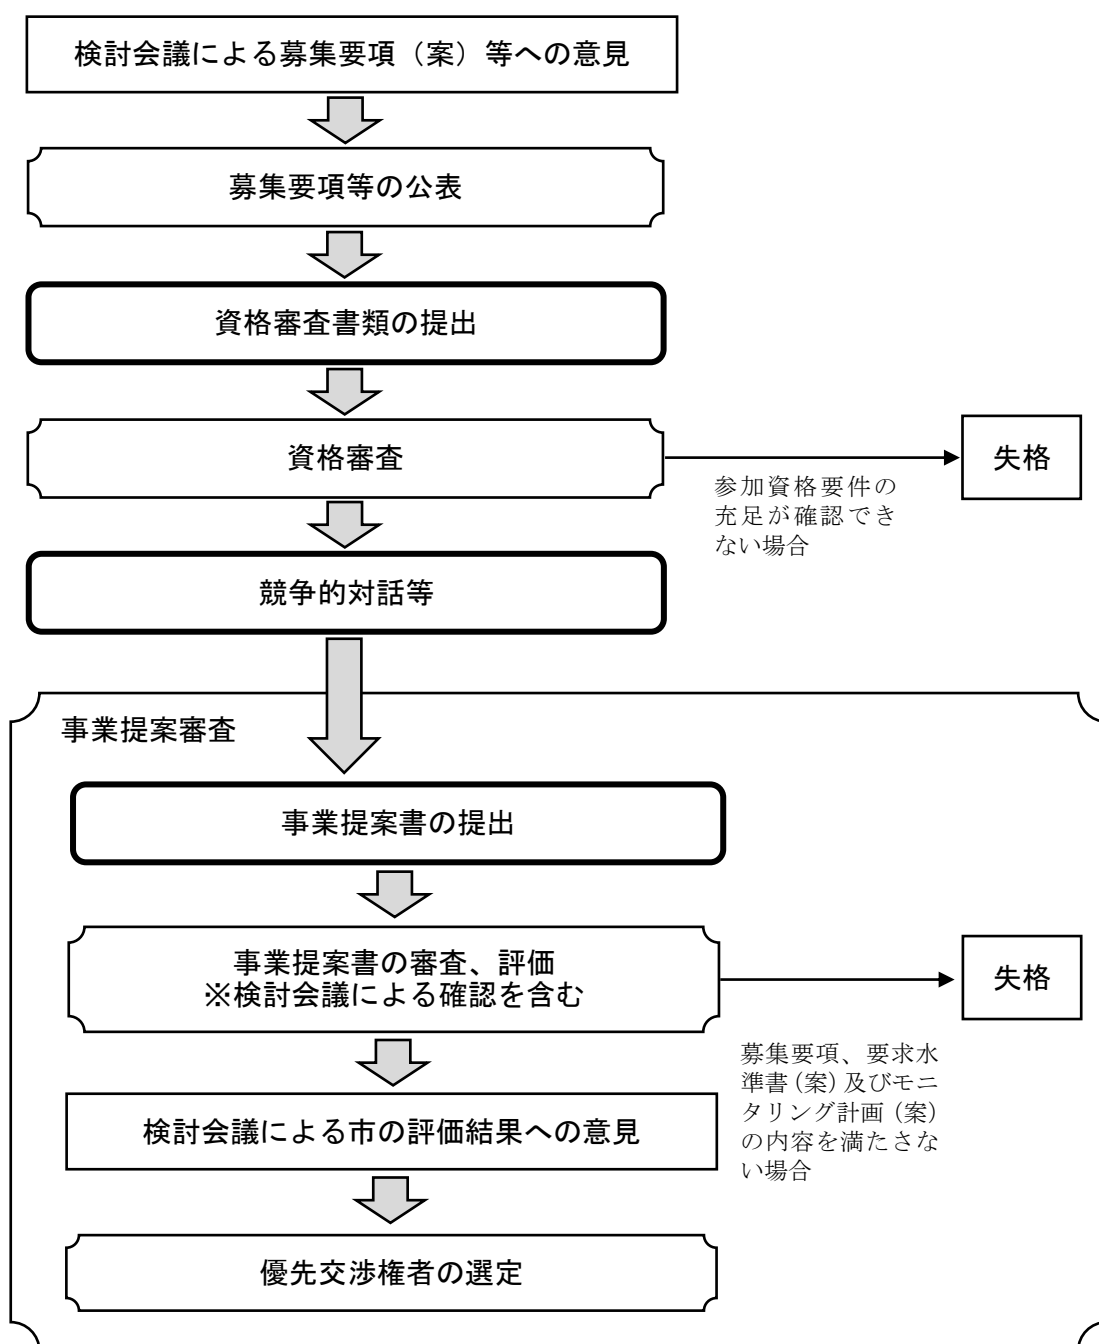 検討会議による募集要項（案）等への意見
募集要項等の公表
資格審査書類の提出
資格審査
失格
参加資格要件の
充足が確認でき
ない場合
競争的対話等
事業提案審査
事業提案書の提出
事業提案書の審査、評価
※検討会議による確認を含む
失格
募集要項、要求水
準書（案）及びモニ
タリング計画（案）
の内容を満たさな
い場合
検討会議による市の評価結果への意見
優先交渉権者の選定